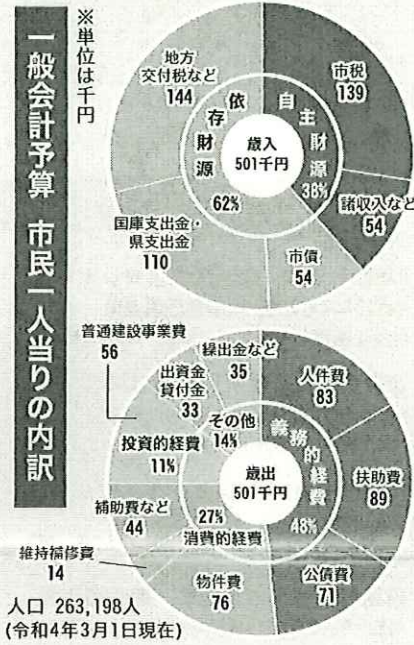 一般会計予算 市民一人当りの内訳
※単位は千円
歳入
501千円
自主財源
38%
市税
139
諸収入など
54
依存財源
62%
市債
54
国庫支出金・
県支出金
110
地方
交付税など
144
歳出
501千円
義務的経費
48%
人件費
83
扶助費
89
公債費
71
27%
消費的経費
物件費
76
維持補修費
14
補助費など
44
投資的経費
11%
普通建設事業費
56
その他
14%
出資金
貸付金
33
繰出金など
35
人口 263,198人
(令和4年3月1日現在)